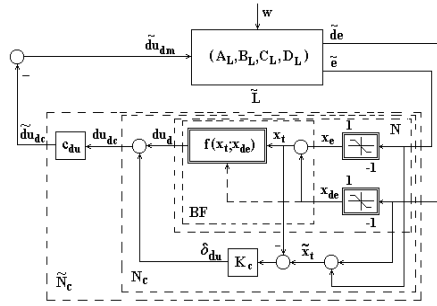 w
d̃u_dm
(A_L,B_L,C_L,D_L)
d̃e
ẽ
L̃
–
d̃u_dc
c_du
du_dc
du_d
f(x_t;x_de)
x_t
x_e
1
-1
N
BF
x_de
1
-1
δ̂_du
K_c
–
x̃_t
Ñ_c
N_c